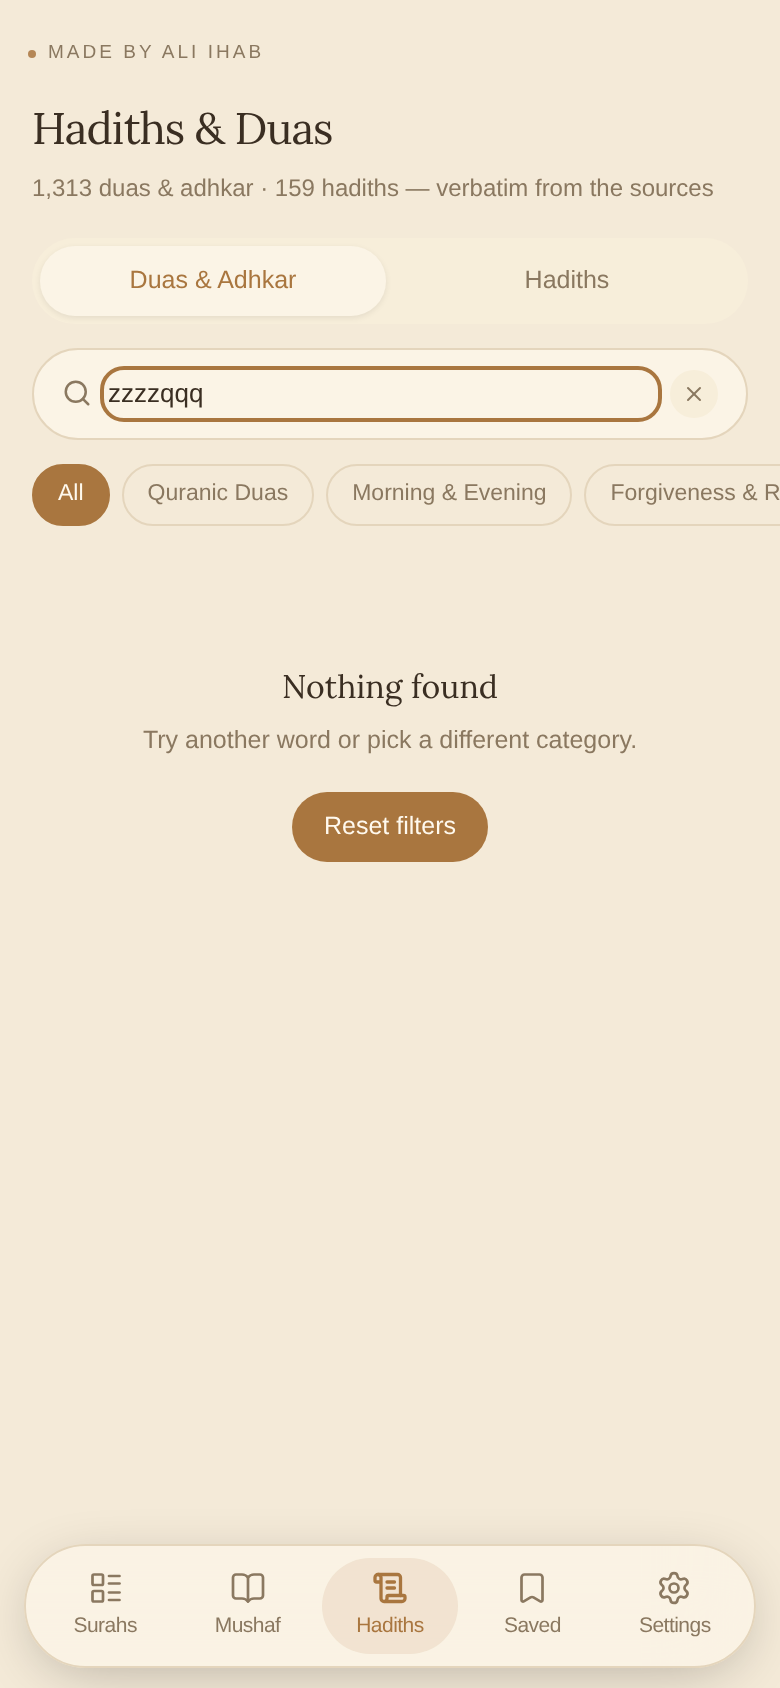 MADE BY ALI IHAB
Hadiths & Duas
1,313 duas & adhkar · 159 hadiths — verbatim from the sources
Duas & Adhkar
Hadiths
zzzzqqq
All
Quranic Duas
Morning & Evening
Forgiveness & R
Nothing found
Try another word or pick a different category.
Reset filters
Surahs
Mushaf
Hadiths
Saved
Settings